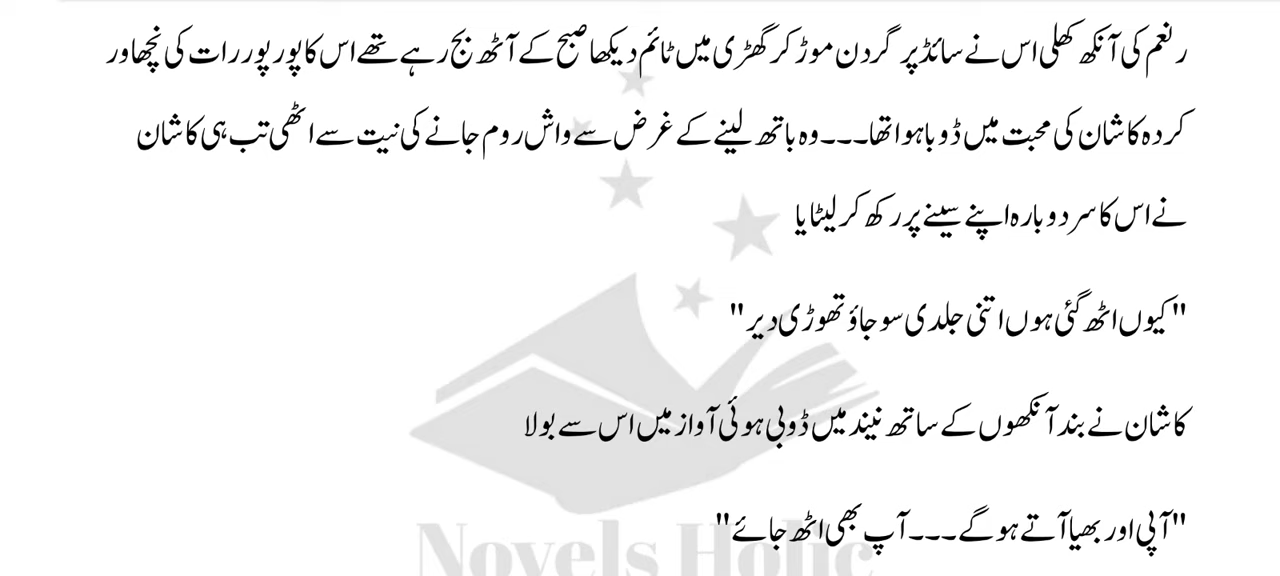 رنعم کی آنکھ کھلی اس نے سائڈ پر گردن موڑ کر گھڑی میں ٹائم دیکھا صبح کے آٹھ بج رہے تھے اس کا پور پور رات کی نچھاور
کردہ کاشان کی محبت میں ڈوبا ہوا تھا۔۔۔ وہ باتھ لینے کے غرض سے واش روم جانے کی نیت سے اٹھی تب ہی کاشان
نے اس کا سر دوبارہ اپنے سینے پر رکھ کر لیٹایا
"کیوں اٹھ گئی ہوں اتنی جلدی سو جاؤ تھوڑی دیر"
کاشان نے بند آنکھوں کے ساتھ نیند میں ڈوبی ہوئی آواز میں اس سے بولا
"آپی اور بھیا آتے ہوگے۔۔۔ آپ بھی اٹھ جائے"
Novels Holic